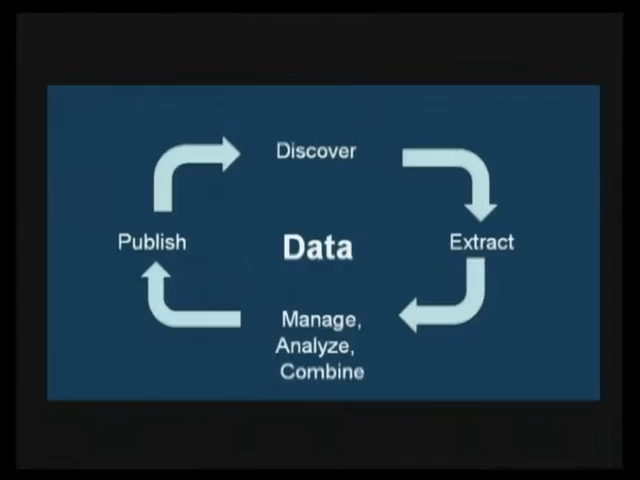 Discover
Publish
Data
Extract
Manage,
Analyze,
Combine